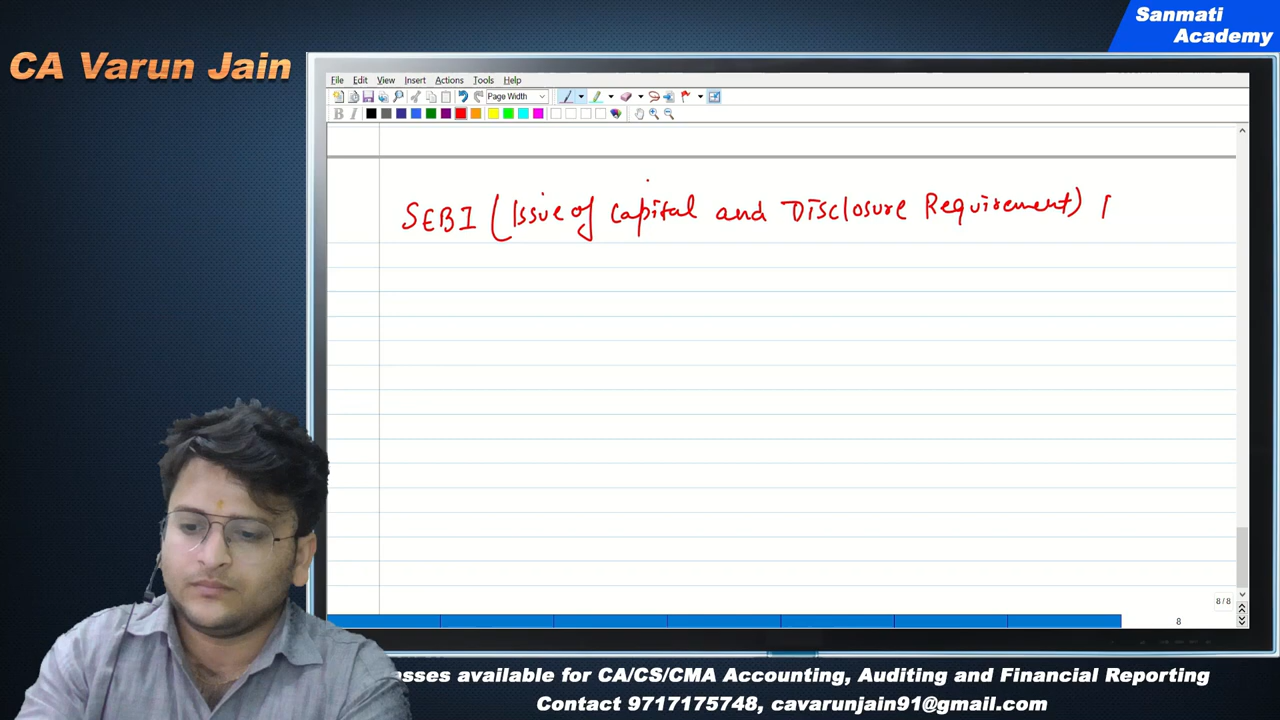 Sanmati
Academy
CA Varun Jain
File Edit View Insert Actions Tools Help
Page Width
B I
SEBI (Issue of Capital and Disclosure Requirement)
8/8
8
asses available for CA/CS/CMA Accounting, Auditing and Financial Reporting
Contact 9717175748, cavarunjain91@gmail.com